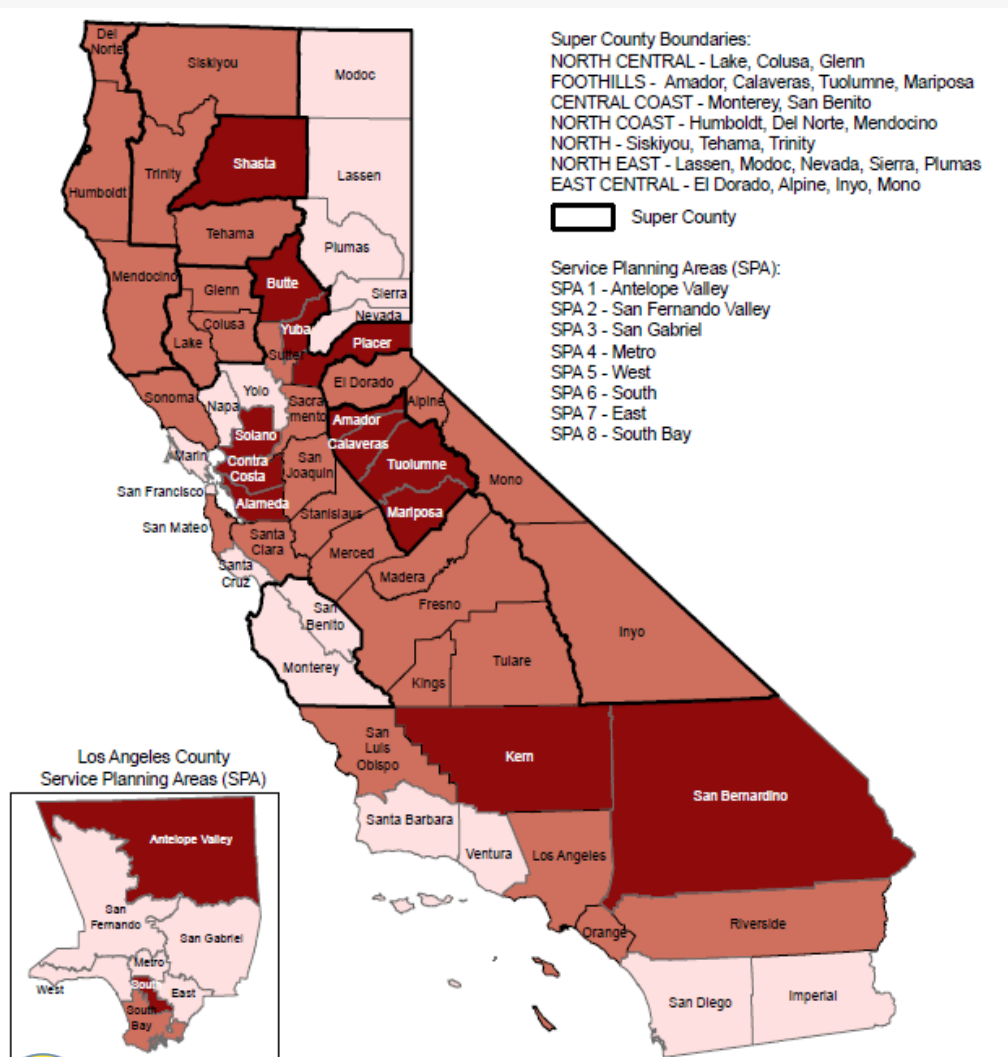 Super County Boundaries:
NORTH CENTRAL - Lake, Colusa, Glenn
FOOTHILLS - Amador, Calaveras, Tuolumne, Mariposa
CENTRAL COAST - Monterey, San Benito
NORTH COAST - Humboldt, Del Norte, Mendocino
NORTH - Siskiyou, Tehama, Trinity
NORTH EAST - Lassen, Modoc, Nevada, Sierra, Plumas
EAST CENTRAL - El Dorado, Alpine, Inyo, Mono
Super County
Service Planning Areas (SPA):
SPA 1 - Antelope Valley
SPA 2 - San Fernando Valley
SPA 3 - San Gabriel
SPA 4 - Metro
SPA 5 - West
SPA 6 - South
SPA 7 - East
SPA 8 - South Bay
Del
Norte
Siskiyou
Modoc
Shasta
Trinity
Humboldt
Lassen
Tehama
Plumas
Mendocino
Butte
Glenn
Sierra
Nevada
Colusa
Yuba
Lake
Sutter
Placer
El Dorado
Yolo
Sonoma
Napa
Sacra
mento
Alpine
Amador
Solano
Calaveras
Marin
Contra
Costa
San
Joaquin
Tuolumne
Mono
San Francisco
Alameda
Mariposa
Stanislaus
San Mateo
Santa
Clara
Merced
Santa
Cruz
Madera
Fresno
San
Benito
Inyo
Monterey
Tulare
Kings
San
Luis
Obispo
Kern
San Bernardino
Santa Barbara
Ventura
Los Angeles
Orange
Riverside
San Diego
Imperial
Los Angeles County
Service Planning Areas (SPA)
Antelope Valley
San
Fernando
San Gabriel
Metro
West
South
East
South
Bay